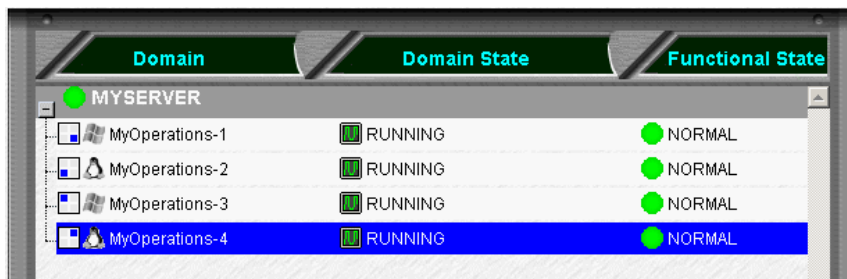 Domain Domain State Functional State
MYSERVER
MyOperations-1 RUNNING NORMAL
MyOperations-2 RUNNING NORMAL
MyOperations-3 RUNNING NORMAL
MyOperations-4 RUNNING NORMAL